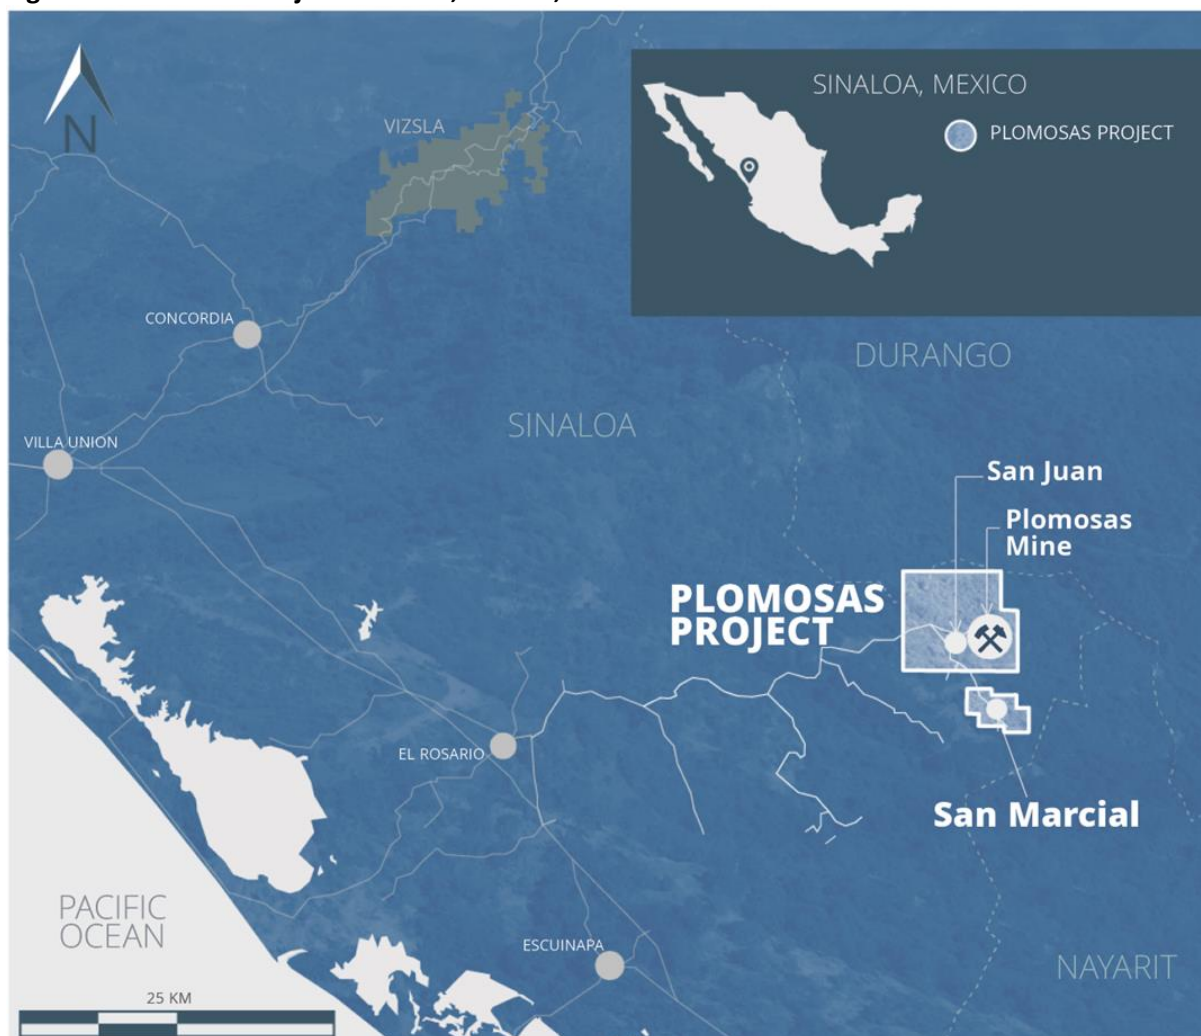 N
VIZSLA
SINALOA, MEXICO
PLOMOSAS PROJECT
CONCORDIA
DURANGO
SINALOA
VILLA UNION
San Juan
Plomosas
Mine
PLOMOSAS
PROJECT
EL ROSARIO
San Marcial
PACIFIC
OCEAN
ESCUINAPA
NAYARIT
25 KM